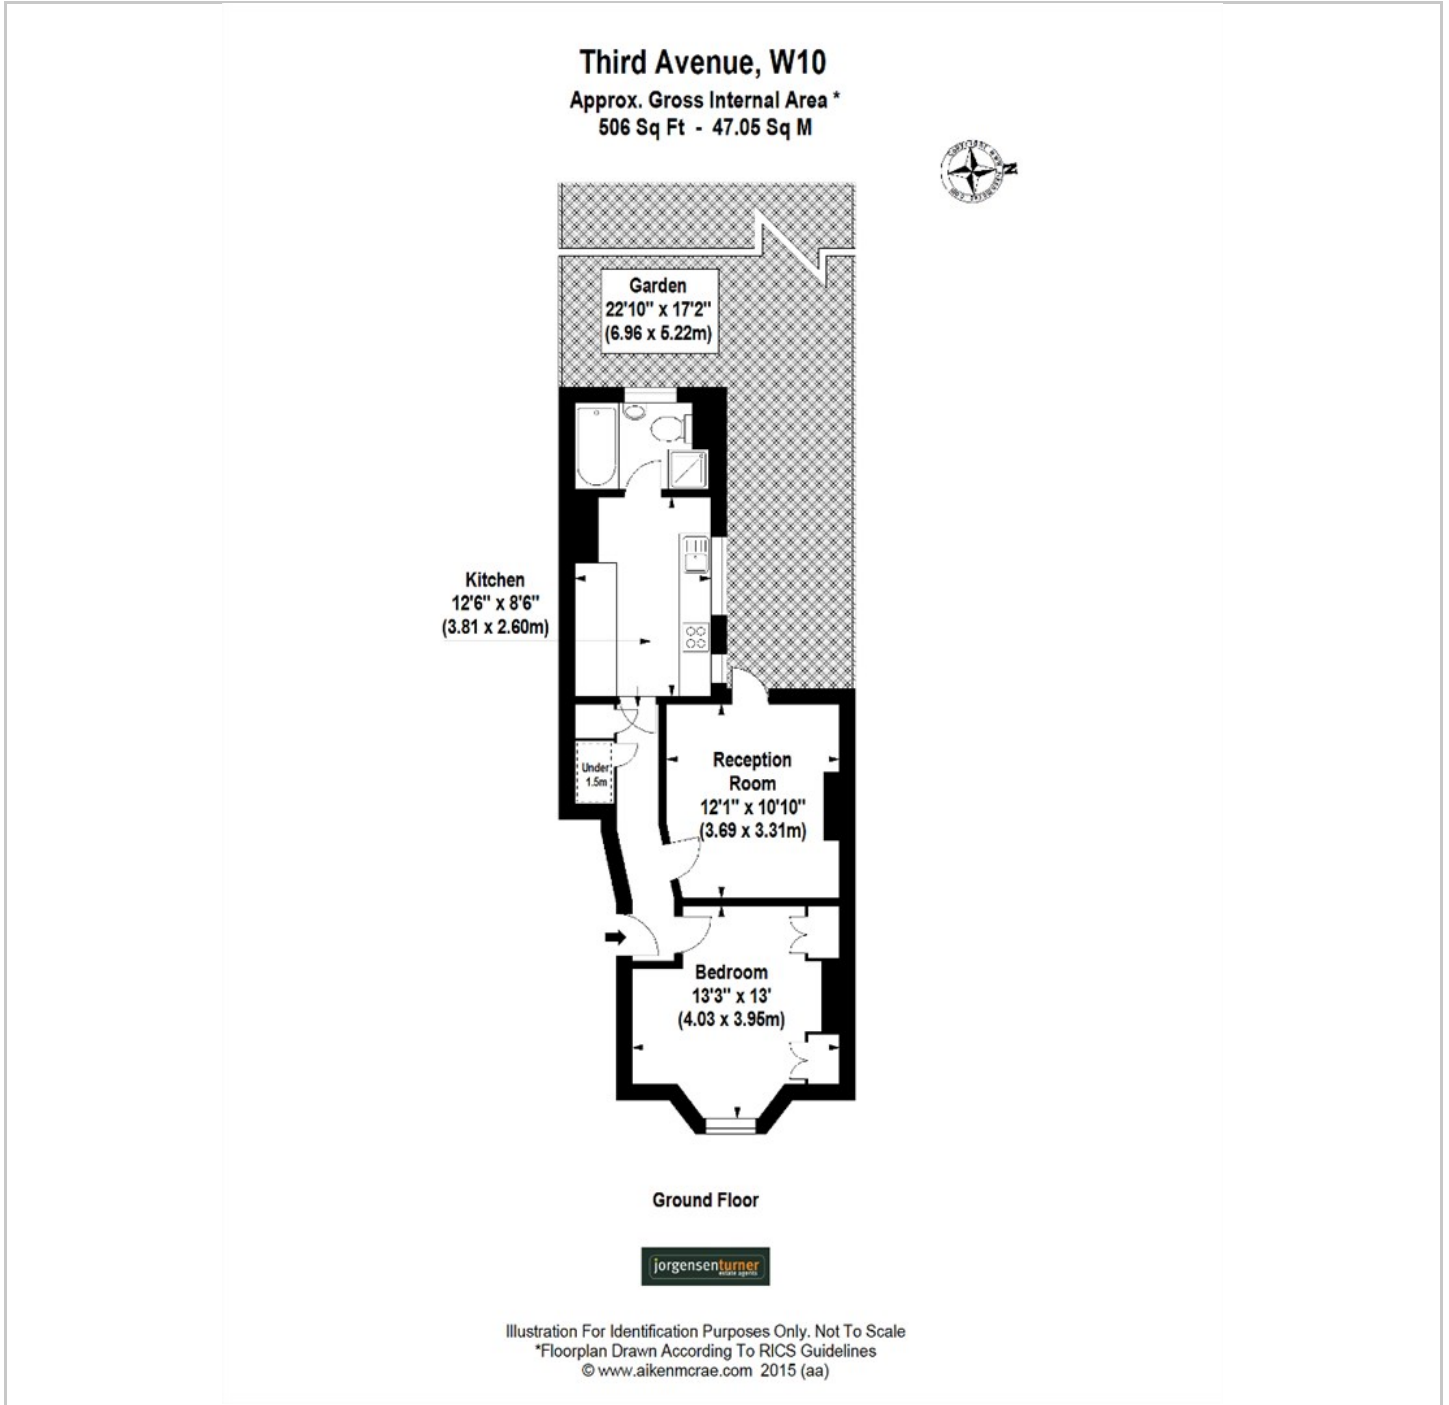 Third Avenue, W10
Approx. Gross Internal Area *
506 Sq Ft - 47.05 Sq M
N
Garden
22'10" x 17'2"
(6.96 x 5.22m)
Kitchen
12'6" x 8'6"
(3.81 x 2.60m)
Under
1.5m
Reception
Room
12'1" x 10'10"
(3.69 x 3.31m)
Bedroom
13'3" x 13'
(4.03 x 3.95m)
Ground Floor
jorgensenturner
estate agents
Illustration For Identification Purposes Only. Not To Scale
*Floorplan Drawn According To RICS Guidelines
© www.aikenmcrae.com 2015 (aa)